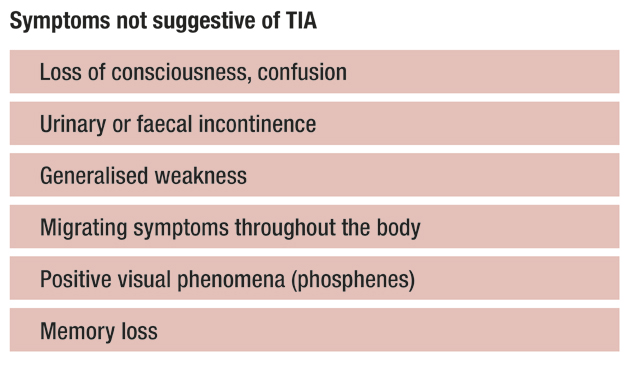 Symptoms not suggestive of TIA
Loss of consciousness, confusion
Urinary or faecal incontinence
Generalised weakness
Migrating symptoms throughout the body
Positive visual phenomena (phosphenes)
Memory loss